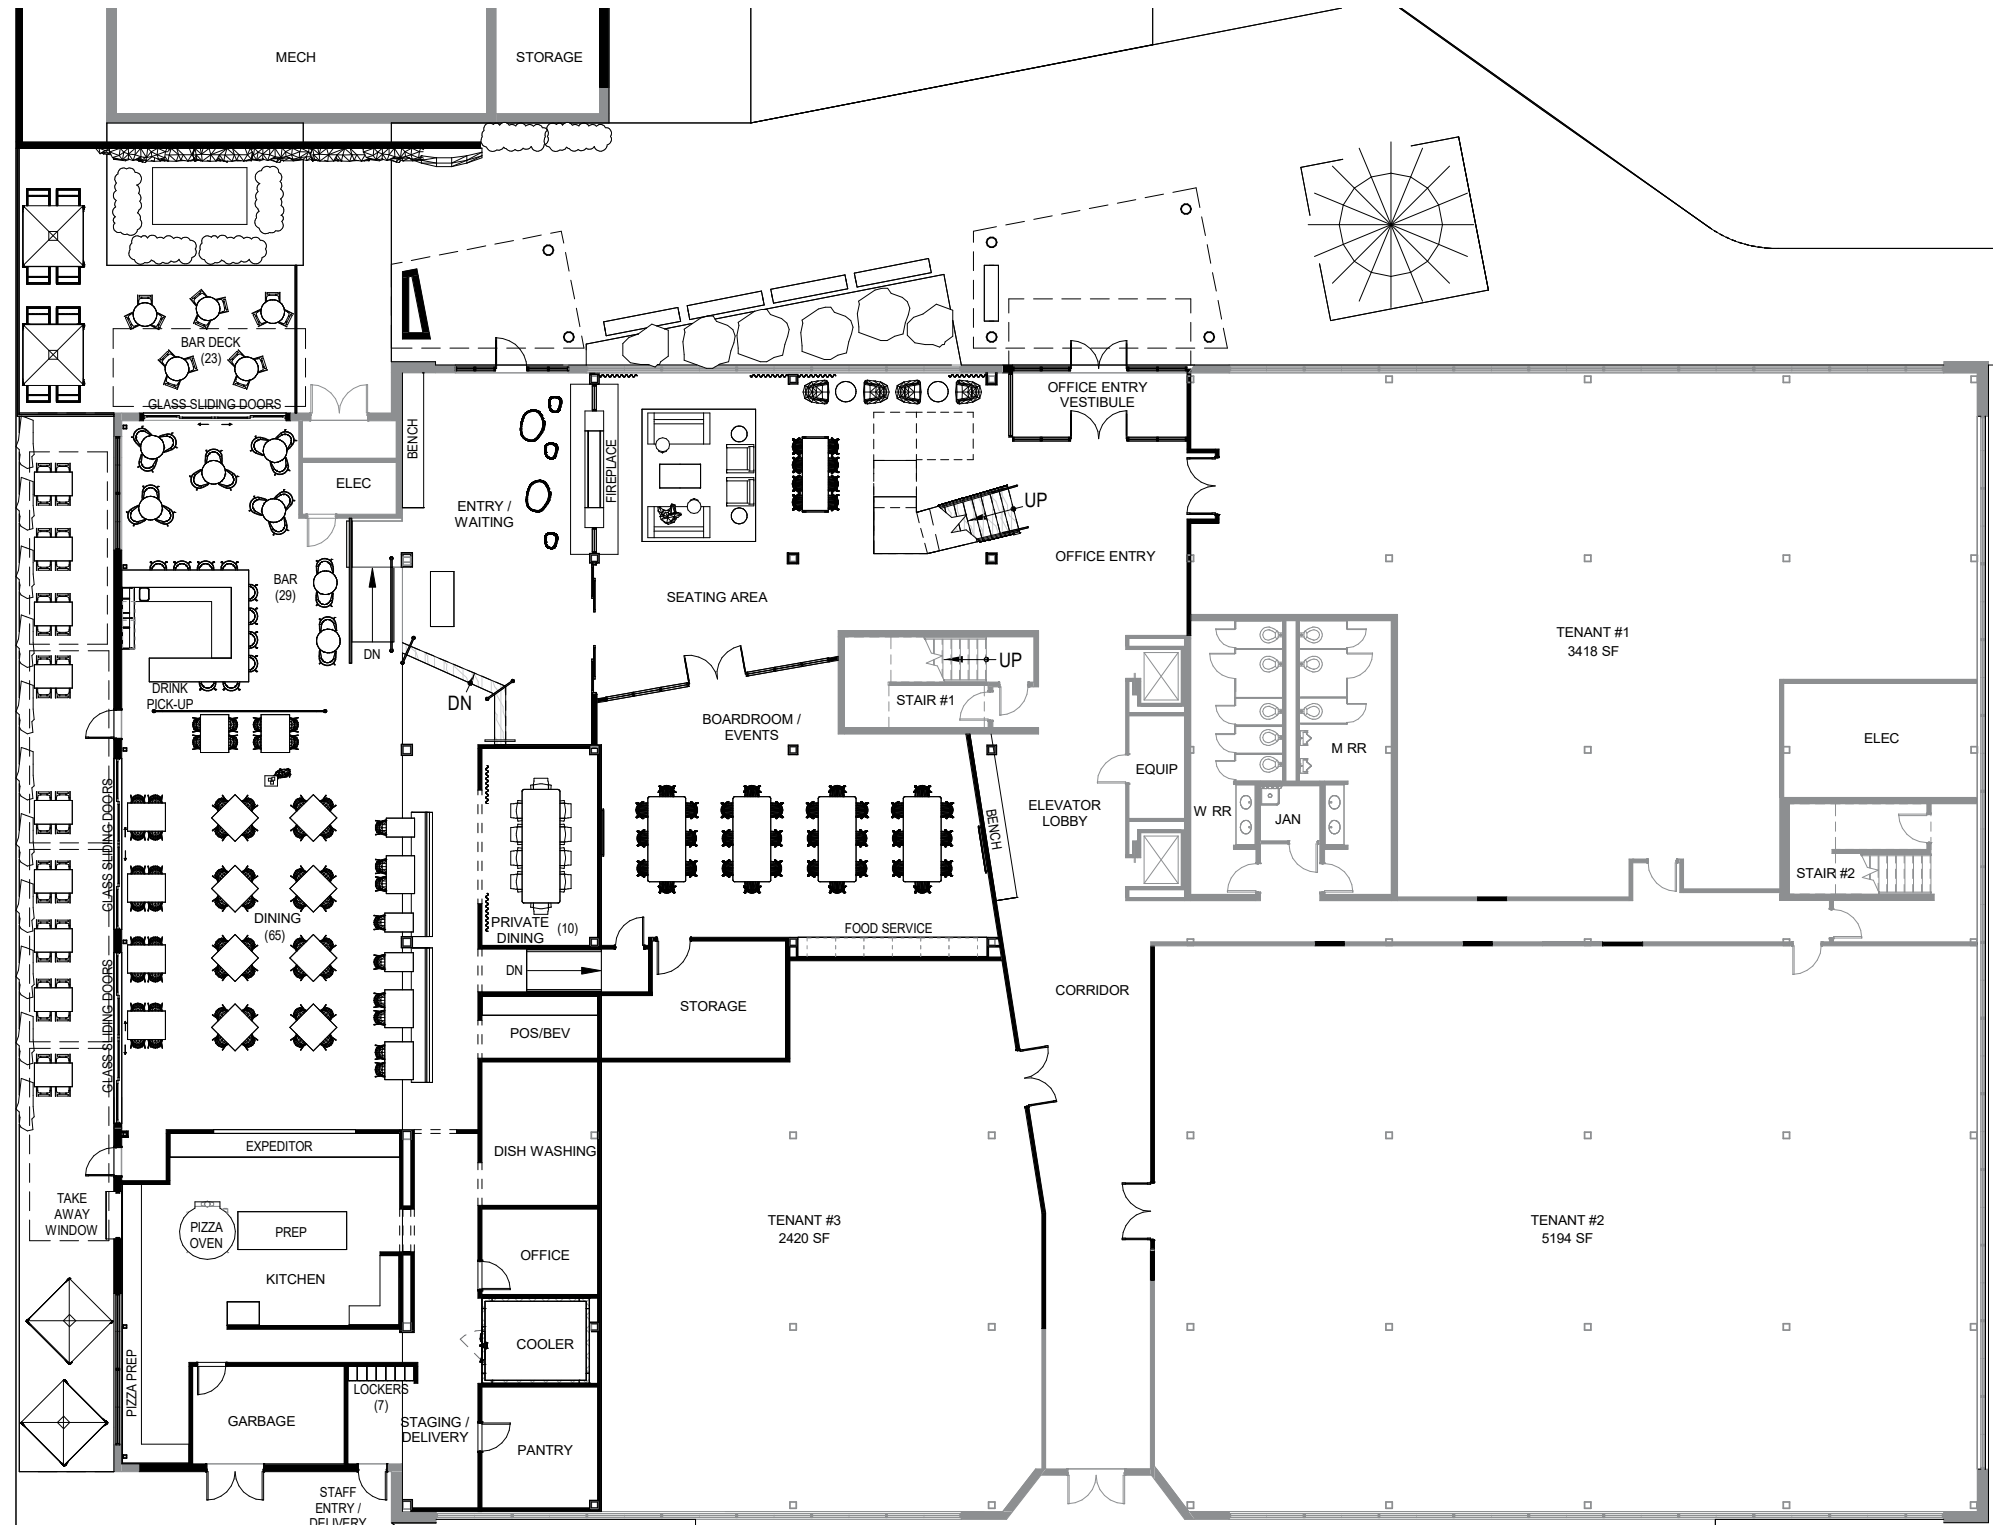 MECH
STORAGE
BAR DECK
(23)
GLASS SLIDING DOORS
OFFICE ENTRY
VESTIBULE
BENCH
FIREPLACE
ELEC
ENTRY /
WAITING
UP
OFFICE ENTRY
BAR
(29)
SEATING AREA
DN
TENANT #1
3418 SF
UP
STAIR #1
DRINK
PICK-UP
DN
BOARDROOM /
EVENTS
M RR
ELEC
EQUIP
GLASS SLIDING DOORS
ELEVATOR
LOBBY
W RR
JAN
BENCH
STAIR #2
DINING
(65)
PRIVATE
DINING
(10)
FOOD SERVICE
GLASS SLIDING DOORS
DN
STORAGE
CORRIDOR
POS/BEV
EXPEDITOR
DISH WASHING
TAKE
AWAY
WINDOW
PIZZA
OVEN
PREP
TENANT #3
2420 SF
TENANT #2
5194 SF
OFFICE
KITCHEN
COOLER
PIZZA PREP
LOCKERS
(7)
GARBAGE
STAGING /
DELIVERY
PANTRY
STAFF
ENTRY /
DELIVERY